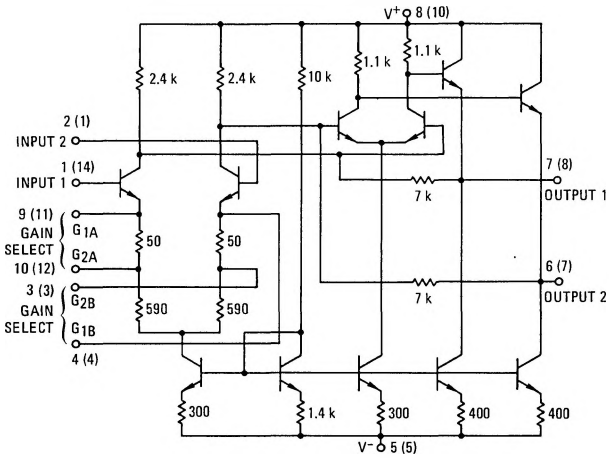 V+ 8 (10)
2.4 k 2.4 k 10 k 1.1 k 1.1 k
2 (1)
INPUT 2
1 (14)
INPUT 1
7 (8)
OUTPUT 1
7 k
9 (11)
GAIN SELECT { G1A
G2A
10 (12)
50 50
3 (3)
GAIN SELECT { G2B
G1B
4 (4)
590 590
6 (7)
OUTPUT 2
7 k
300 1.4 k 300 400 400
V− 5 (5)